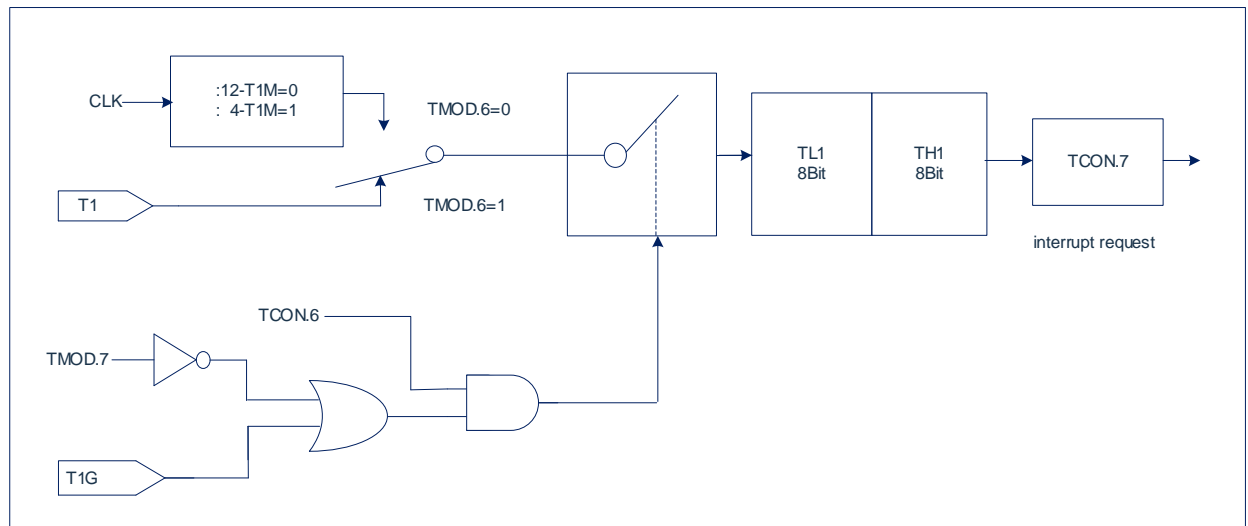 :12-T1M=0
: 4-T1M=1
CLK
TMOD.6=0
TL1
8Bit
TH1
8Bit
TCON.7
T1
TMOD.6=1
interrupt request
TCON.6
TMOD.7
T1G